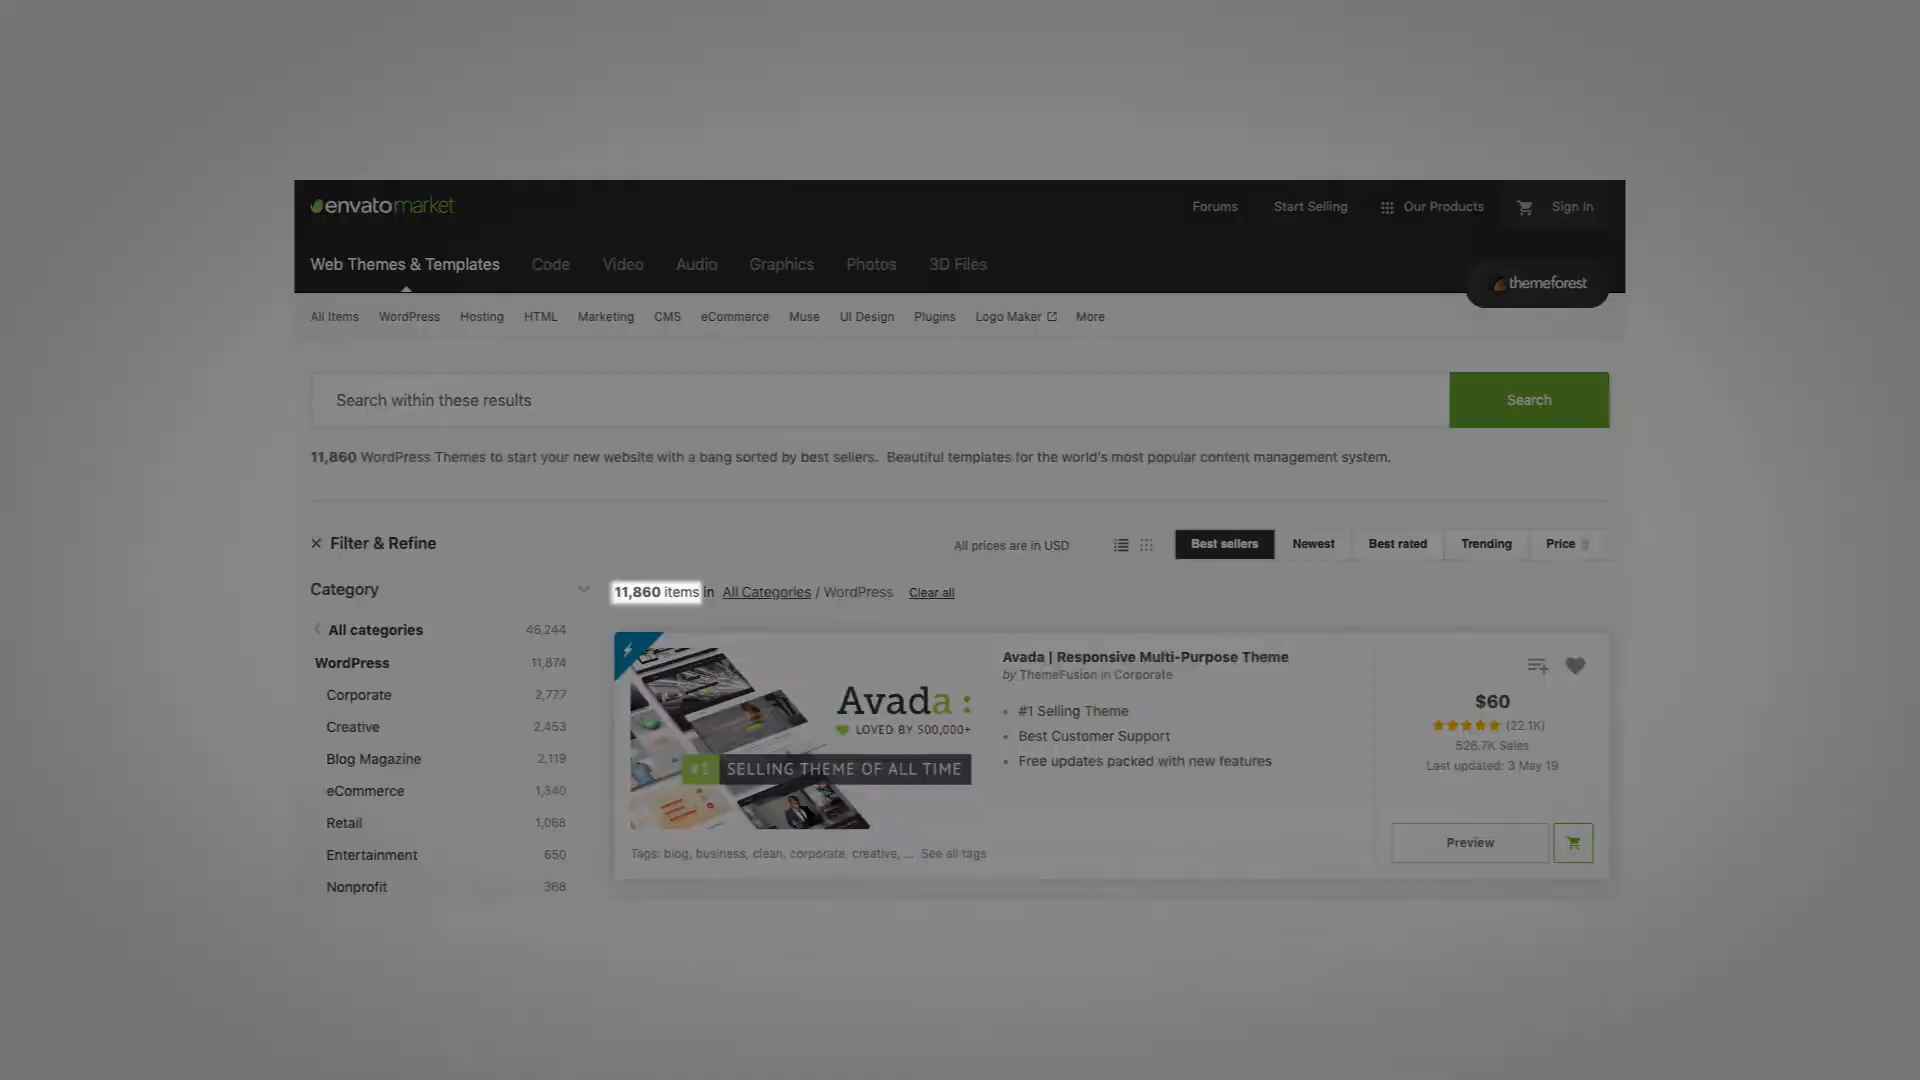 envatomarket
Forums Start Selling Our Products Sign In
Web Themes & Templates Code Video Audio Graphics Photos 3D Files
themeforest
All Items WordPress Hosting HTML Marketing CMS eCommerce Muse UI Design Plugins Logo Maker More
Search within these results Search
11,860 WordPress Themes to start your new website with a bang sorted by best sellers. Beautiful templates for the world's most popular content management system.
Filter & Refine
All prices are in USD Best sellers Newest Best rated Trending Price
Category
11,860 items in All Categories / WordPress Clear all
All categories 46,244
WordPress 11,874
Corporate 2,777
Creative 2,453
Blog Magazine 2,119
eCommerce 1,340
Retail 1,068
Entertainment 650
Nonprofit 368
Avada :
LOVED BY 500,000+
#1 SELLING THEME OF ALL TIME
Avada | Responsive Multi-Purpose Theme
by ThemeFusion in Corporate
#1 Selling Theme
Best Customer Support
Free updates packed with new features
Tags: blog, business, clean, corporate, creative, ... See all tags
$60
(22.1K)
526.7K Sales
Last updated: 3 May 19
Preview